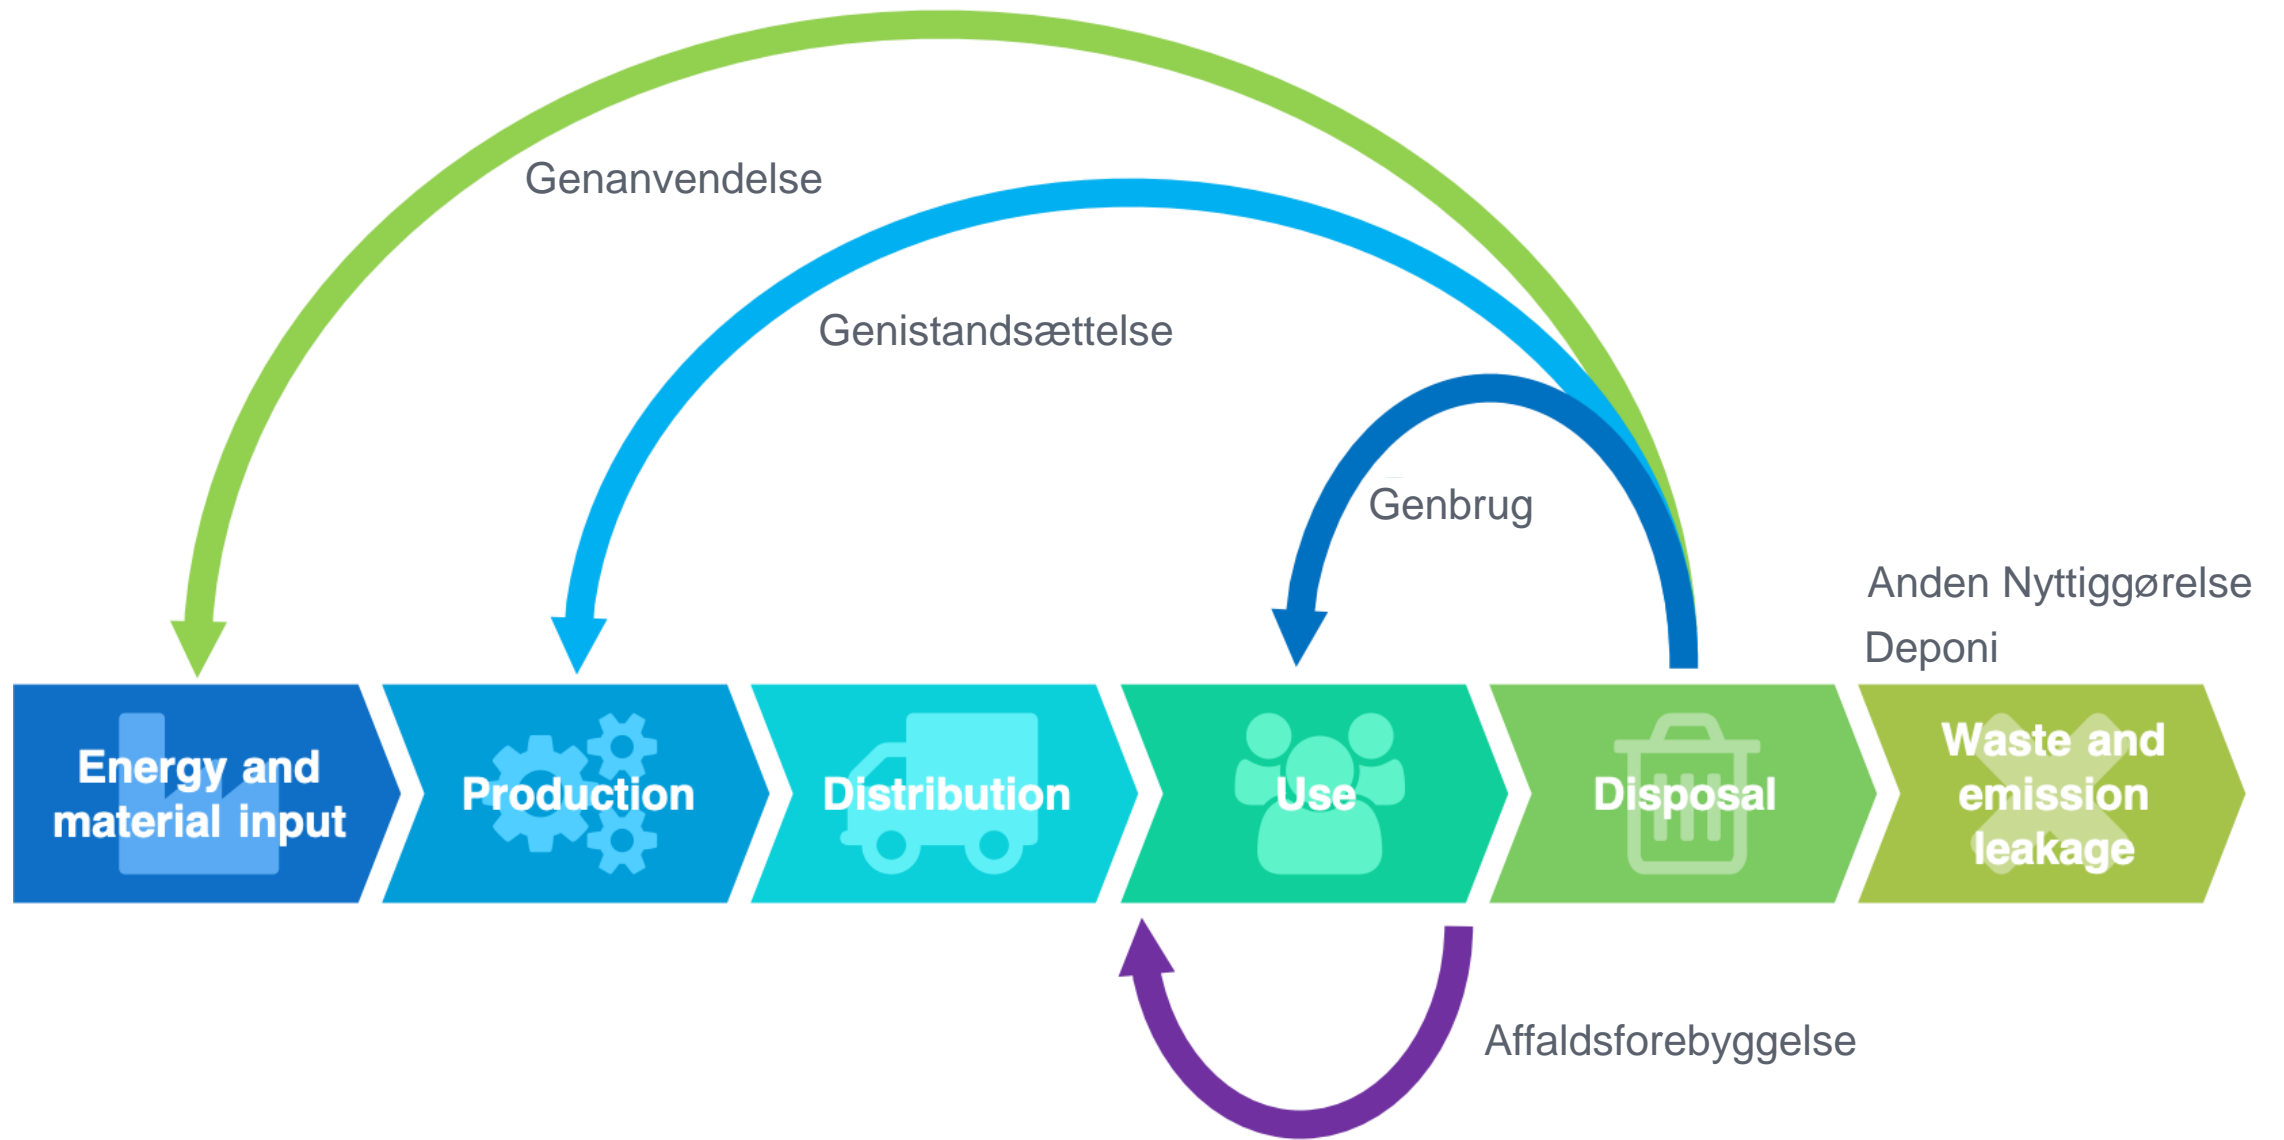 Genanvendelse
Genistandsættelse
Genbrug
Anden Nyttiggørelse
Deponi
Energy and
material input
Production
Distribution
Use
Disposal
Waste and
emission
leakage
Affaldsforebyggelse